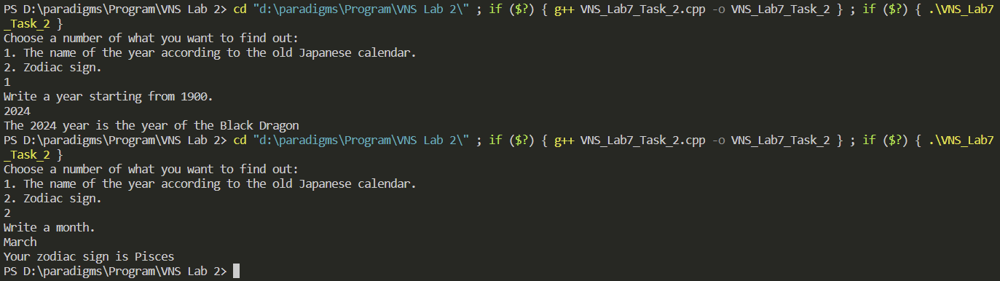 PS D:\paradigms\Program\VNS Lab 2> cd "d:\paradigms\Program\VNS Lab 2\" ; if ($?) { g++ VNS_Lab7_Task_2.cpp -o VNS_Lab7_Task_2 } ; if ($?) { .\VNS_Lab7
_Task_2 }
Choose a number of what you want to find out:
1. The name of the year according to the old Japanese calendar.
2. Zodiac sign.
1
Write a year starting from 1900.
2024
The 2024 year is the year of the Black Dragon
PS D:\paradigms\Program\VNS Lab 2> cd "d:\paradigms\Program\VNS Lab 2\" ; if ($?) { g++ VNS_Lab7_Task_2.cpp -o VNS_Lab7_Task_2 } ; if ($?) { .\VNS_Lab7
_Task_2 }
Choose a number of what you want to find out:
1. The name of the year according to the old Japanese calendar.
2. Zodiac sign.
2
Write a month.
March
Your zodiac sign is Pisces
PS D:\paradigms\Program\VNS Lab 2>